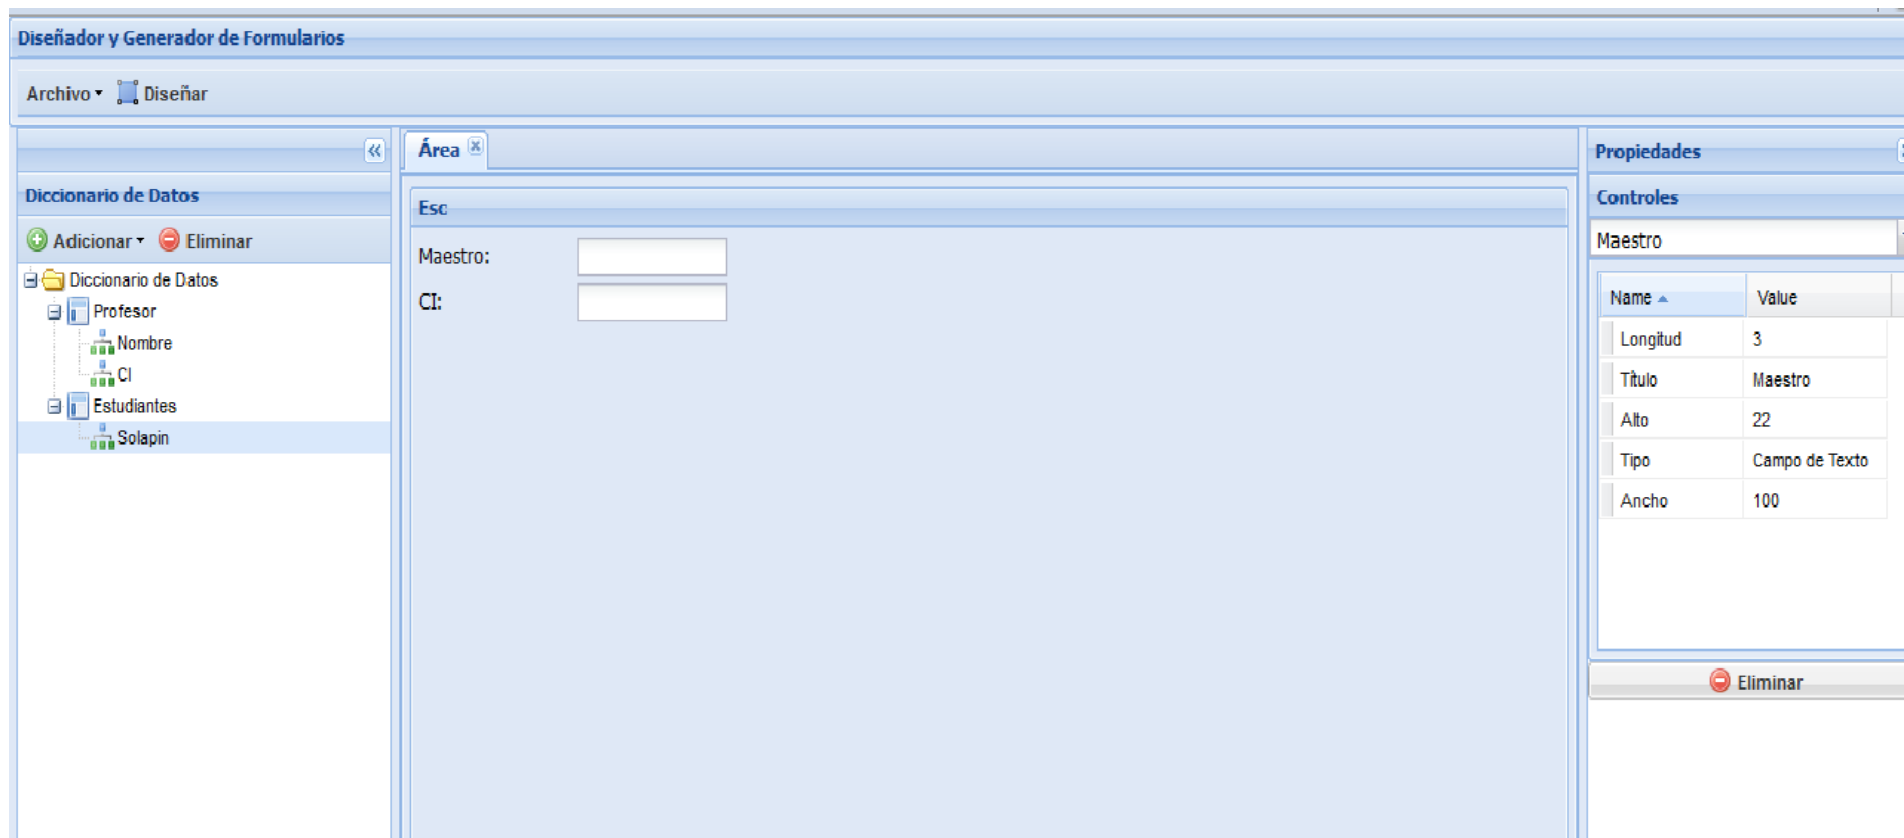 Diseñador y Generador de Formularios
Archivo Diseñar
Diccionario de Datos
Adicionar Eliminar
Diccionario de Datos
Profesor
Nombre
CI
Estudiantes
Solapin
Área
Esc
Maestro:
CI:
Propiedades
Controles
Maestro
Name Value
Longitud 3
Título Maestro
Alto 22
Tipo Campo de Texto
Ancho 100
Eliminar